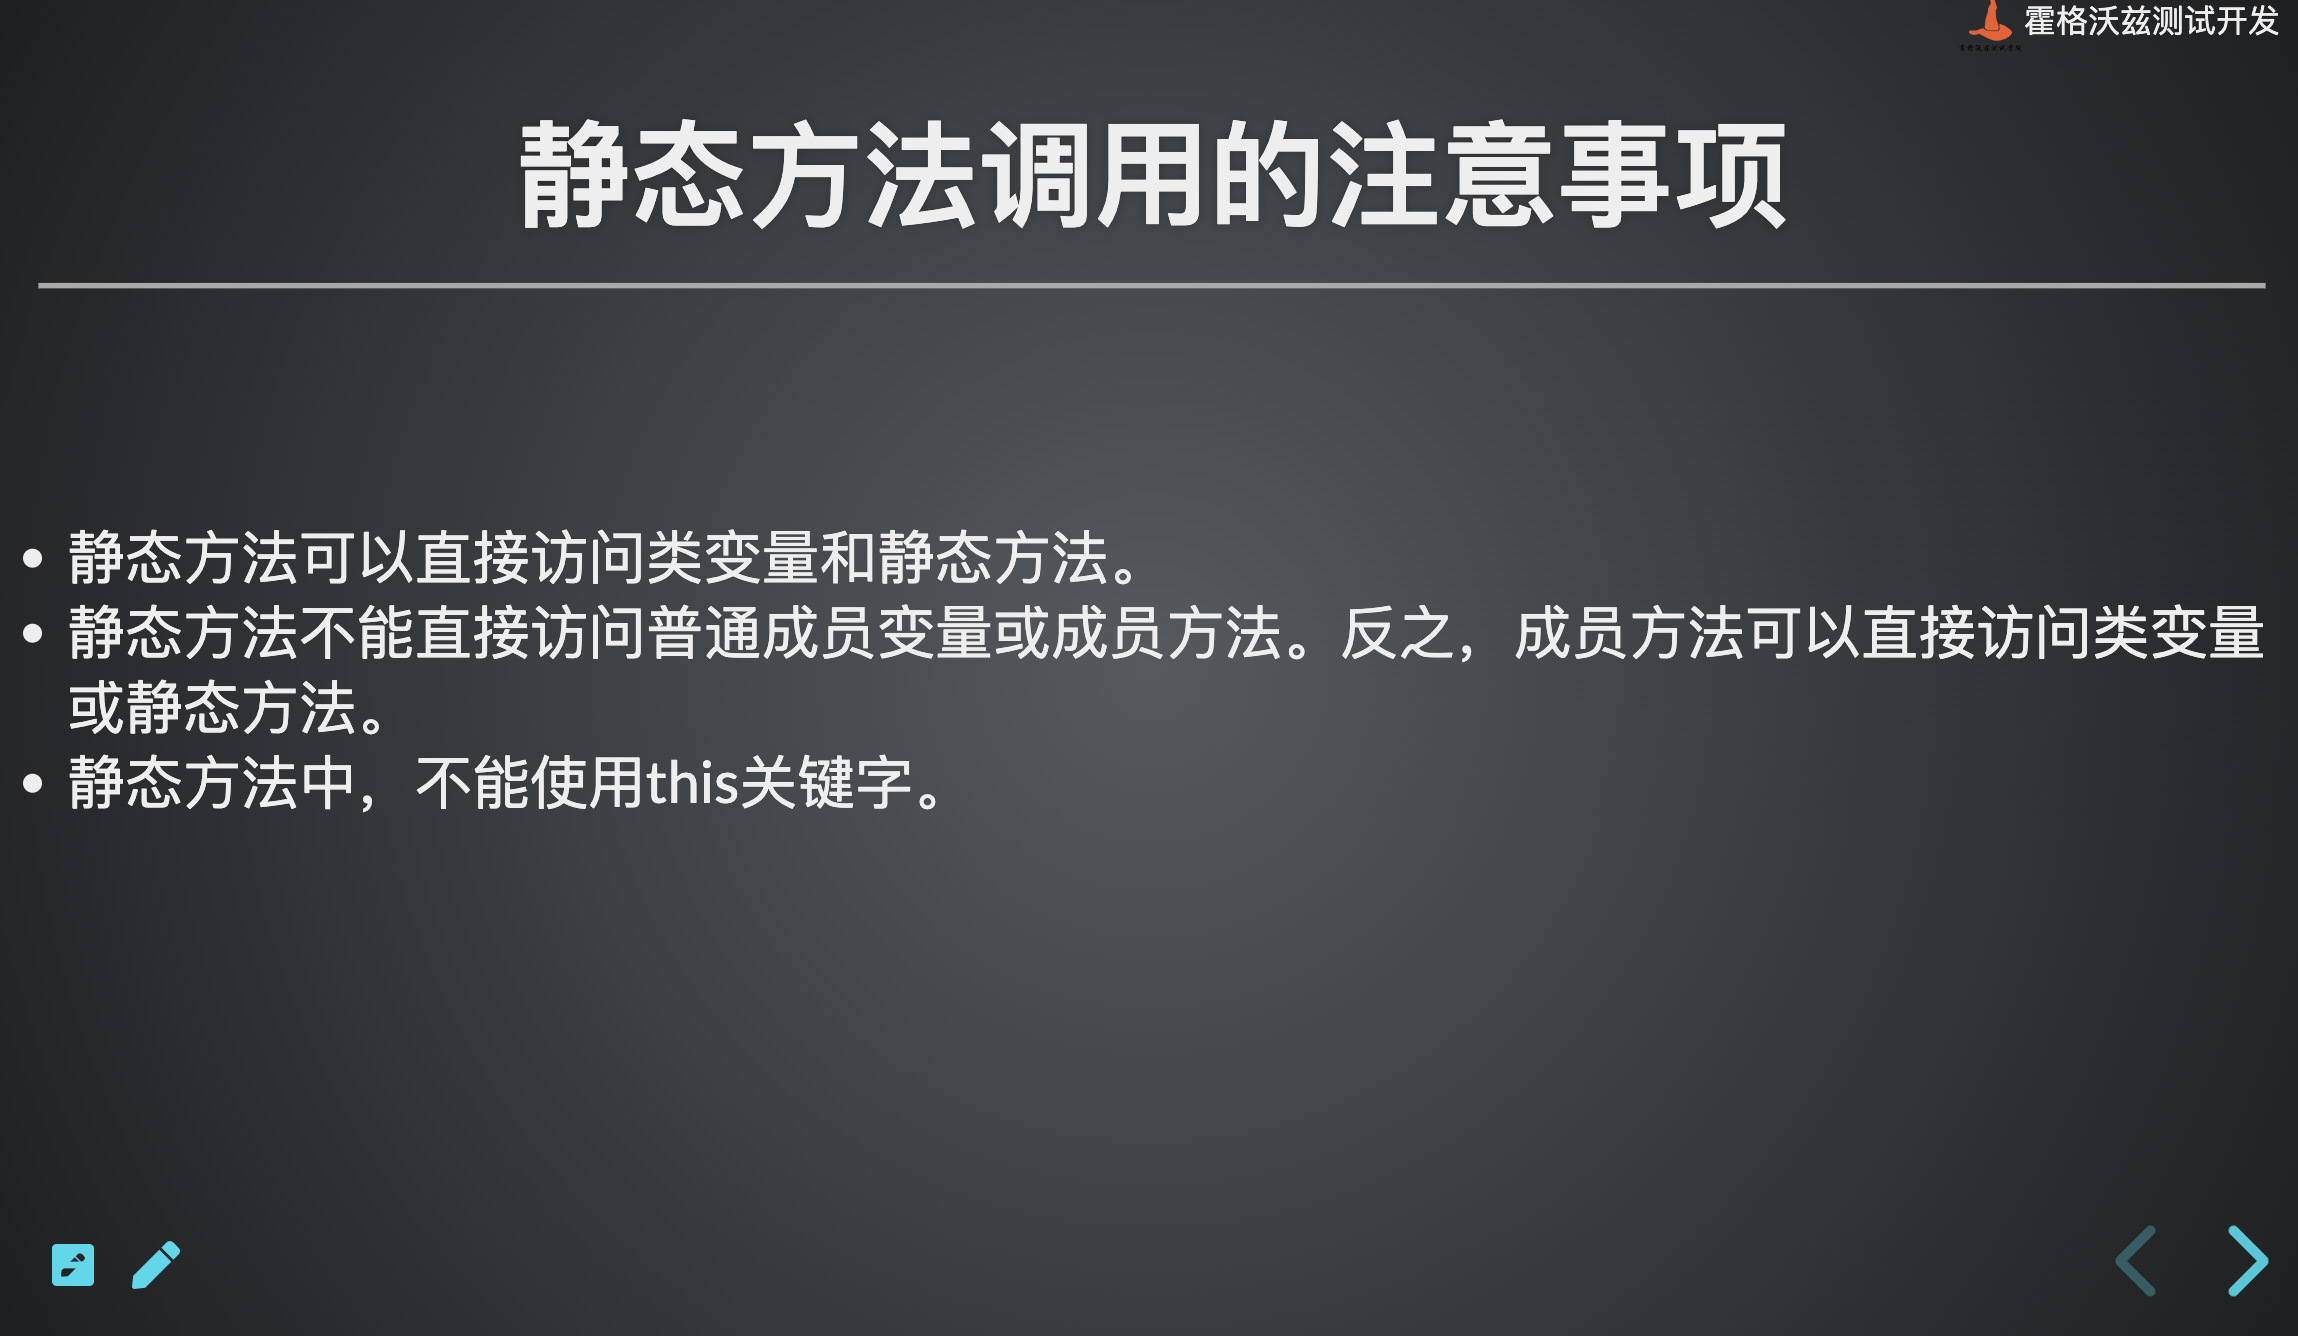 霍格沃兹测试开发
静态方法调用的注意事项
静态方法可以直接访问类变量和静态方法。
静态方法不能直接访问普通成员变量或成员方法。反之，成员方法可以直接访问类变量
或静态方法。
静态方法中，不能使用this关键字。